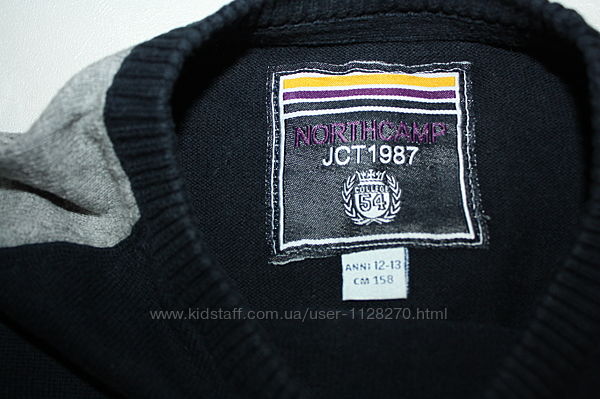 NORTHCAMP
JCT1987
COLLEGE
54
ANNI 12-13
CM 158
www.kidstaff.com.ua/user-1128270.html